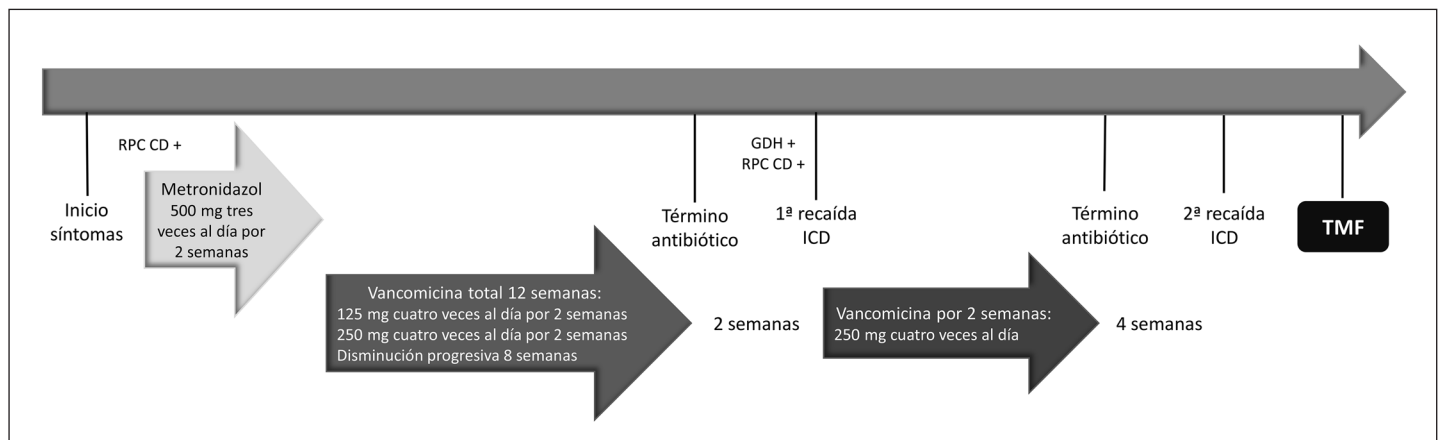 RPC CD +
Metronidazol
500 mg tres
veces al día por
2 semanas
Inicio
síntomas
Vancomicina total 12 semanas:
125 mg cuatro veces al día por 2 semanas
250 mg cuatro veces al día por 2 semanas
Disminución progresiva 8 semanas
Término
antibiótico
2 semanas
GDH +
RPC CD +
1ª recaída
ICD
Vancomicina por 2 semanas:
250 mg cuatro veces al día
Término
antibiótico
4 semanas
2ª recaída
ICD
TMF